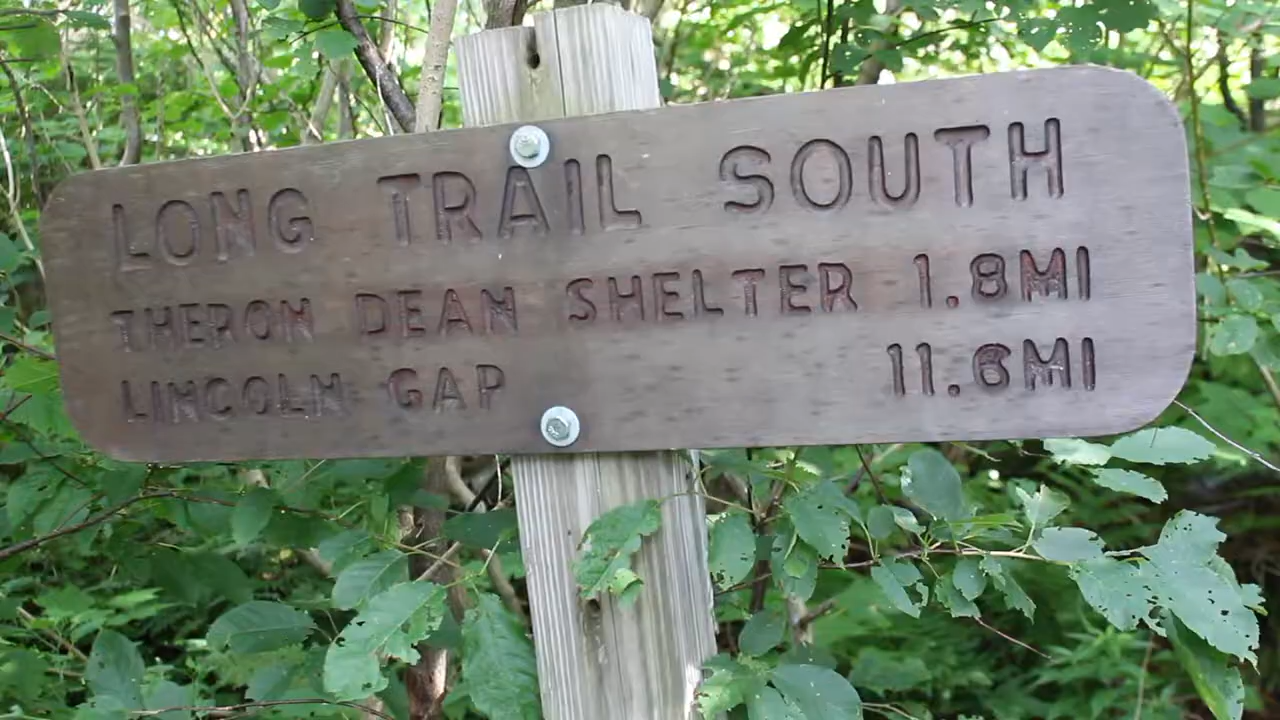 LONG TRAIL SOUTH
THERON DEAN SHELTER 1.8MI
LINCOLN GAP 11.6MI